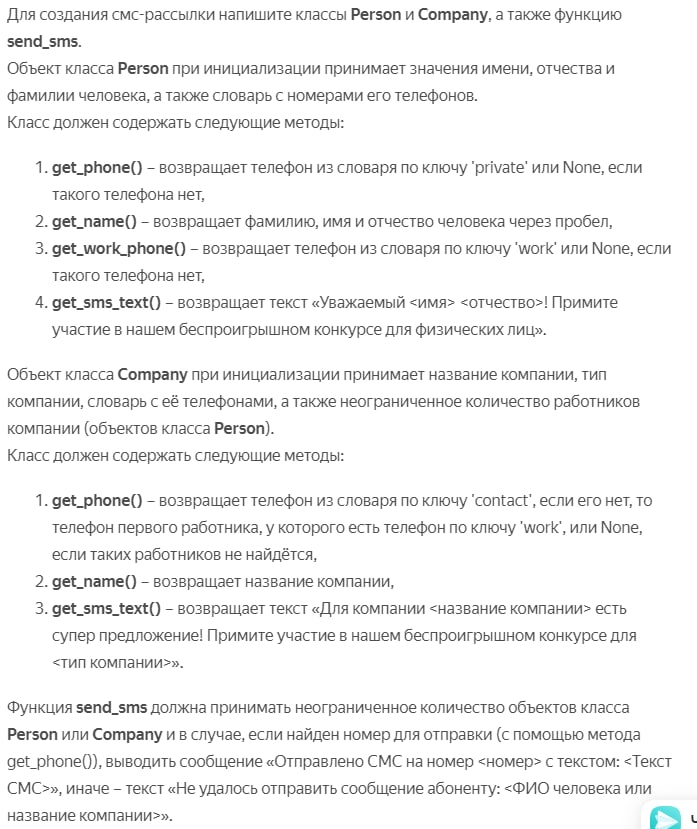 Для создания смс-рассылки напишите классы Person и Company, а также функцию
send_sms.
Объект класса Person при инициализации принимает значения имени, отчества и
фамилии человека, а также словарь с номерами его телефонов.
Класс должен содержать следующие методы:
1. get_phone() – возвращает телефон из словаря по ключу 'private' или None, если
такого телефона нет,
2. get_name() – возвращает фамилию, имя и отчество человека через пробел,
3. get_work_phone() – возвращает телефон из словаря по ключу 'work' или None, если
такого телефона нет,
4. get_sms_text() – возвращает текст «Уважаемый <имя> <отчество>! Примите
участие в нашем беспроигрышном конкурсе для физических лиц».
Объект класса Company при инициализации принимает название компании, тип
компании, словарь с её телефонами, а также неограниченное количество работников
компании (объектов класса Person).
Класс должен содержать следующие методы:
1. get_phone() – возвращает телефон из словаря по ключу 'contact', если его нет, то
телефон первого работника, у которого есть телефон по ключу 'work', или None,
если таких работников не найдётся,
2. get_name() – возвращает название компании,
3. get_sms_text() – возвращает текст «Для компании <название компании> есть
супер предложение! Примите участие в нашем беспроигрышном конкурсе для
<тип компании>».
Функция send_sms должна принимать неограниченное количество объектов класса
Person или Company и в случае, если найден номер для отправки (с помощью метода
get_phone()), выводить сообщение «Отправлено СМС на номер <номер> с текстом: <Текст
СМС>», иначе – текст «Не удалось отправить сообщение абоненту: <ФИО человека или
название компании>».